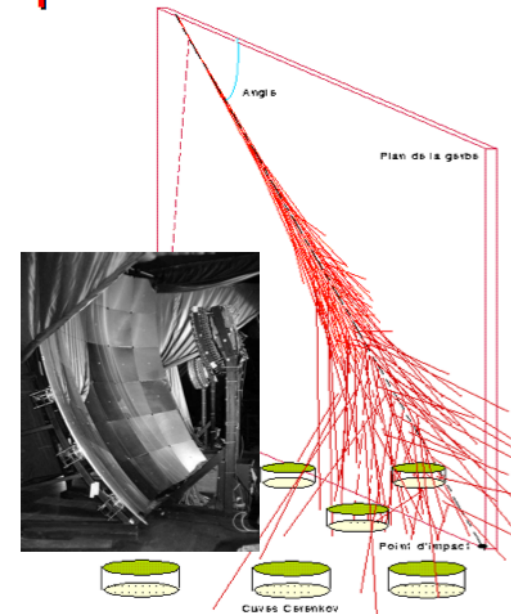 Angle
Plan de la gerbe
Point d'impact
Cuves Cerenkov